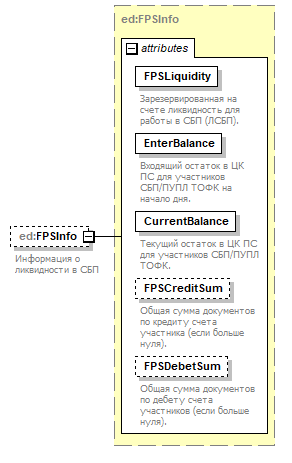 ed:FPSInfo
attributes
FPSLiquidity
Зарезервированная на
счете ликвидность для
работы в СБП (ЛСБП).
EnterBalance
Входящий остаток в ЦК
ПС для участников
СБП/ПУПЛ ТОФК на
начало дня.
CurrentBalance
Текущий остаток в ЦК ПС
для участников СБП/ПУПЛ
ТОФК.
ed:FPSInfo
Информация о
ликвидности в СБП
FPSCreditSum
Общая сумма документов
по кредиту счета
участника (если больше
нуля).
FPSDebetSum
Общая сумма документов
по дебету счета
участников (если больше
нуля).